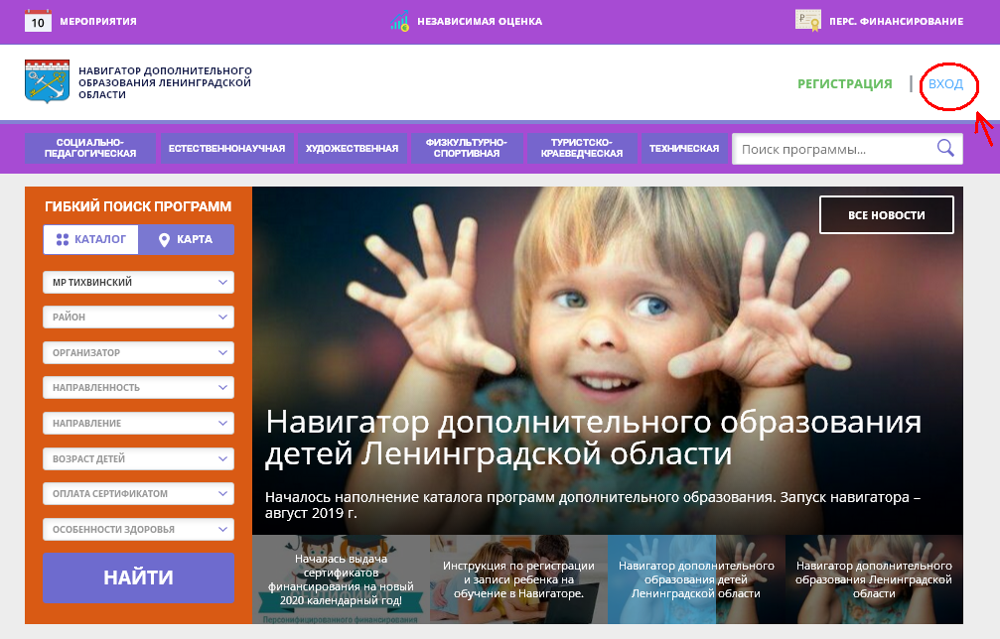 10 МЕРОПРИЯТИЯ
НЕЗАВИСИМАЯ ОЦЕНКА
ПЕРС. ФИНАНСИРОВАНИЕ
НАВИГАТОР ДОПОЛНИТЕЛЬНОГО
ОБРАЗОВАНИЯ ЛЕНИНГРАДСКОЙ
ОБЛАСТИ
РЕГИСТРАЦИЯ | ВХОД
СОЦИАЛЬНО-
ПЕДАГОГИЧЕСКАЯ
ЕСТЕСТВЕННОНАУЧНАЯ
ХУДОЖЕСТВЕННАЯ
ФИЗКУЛЬТУРНО-
СПОРТИВНАЯ
ТУРИСТСКО-
КРАЕВЕДЧЕСКАЯ
ТЕХНИЧЕСКАЯ
Поиск программы...
ГИБКИЙ ПОИСК ПРОГРАММ
КАТАЛОГ
КАРТА
МР ТИХВИНСКИЙ
РАЙОН
ОРГАНИЗАТОР
НАПРАВЛЕННОСТЬ
НАПРАВЛЕНИЕ
ВОЗРАСТ ДЕТЕЙ
ОПЛАТА СЕРТИФИКАТОМ
ОСОБЕННОСТИ ЗДОРОВЬЯ
НАЙТИ
ВСЕ НОВОСТИ
Навигатор дополнительного образования
детей Ленинградской области
Началось наполнение каталога программ дополнительного образования. Запуск навигатора –
август 2019 г.
Началась выдача
сертификатов
финансирования на новый
2020 календарный год!
Персонифицированного финансирования
Инструкция по регистрации
и записи ребенка на
обучение в Навигаторе.
Навигатор дополнительного
образования детей
Ленинградской области
Навигатор дополнительного
образования Ленинградской
области